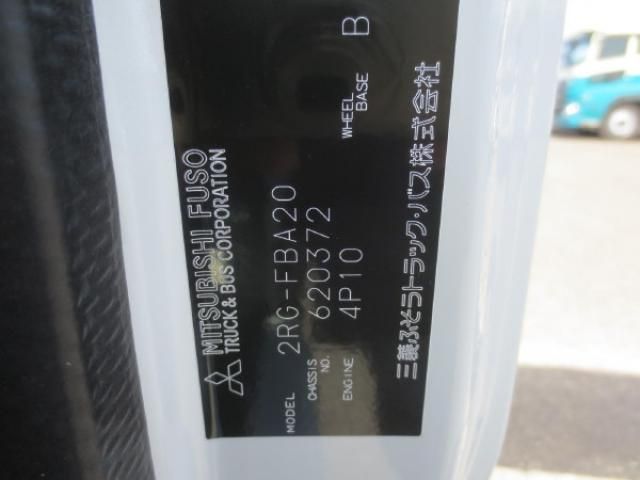 MITSUBISHI FUSO
TRUCK & BUS CORPORATION
MODEL 2RG-FBA20
CHASSIS NO. 620372
ENGINE 4P10
WHEEL BASE B
三菱ふそうトラック・バス株式会社